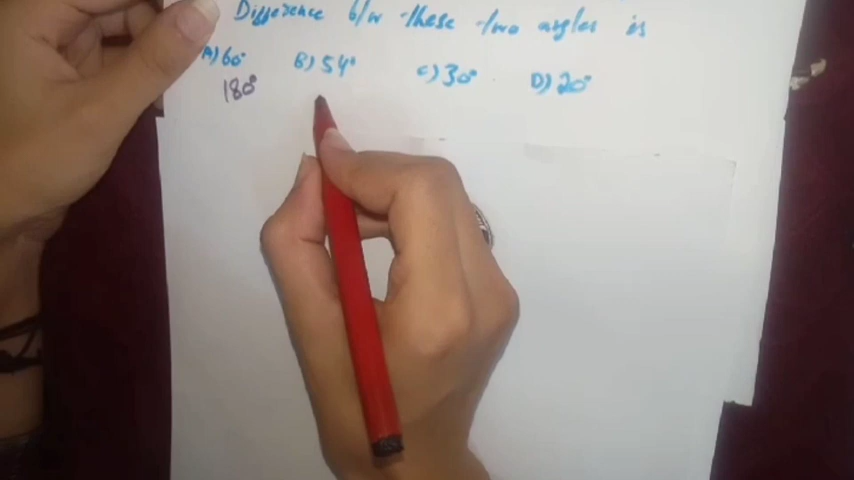 Difference b/w these two angles is
A) 60° B) 54° C) 30° D) 20°
180°